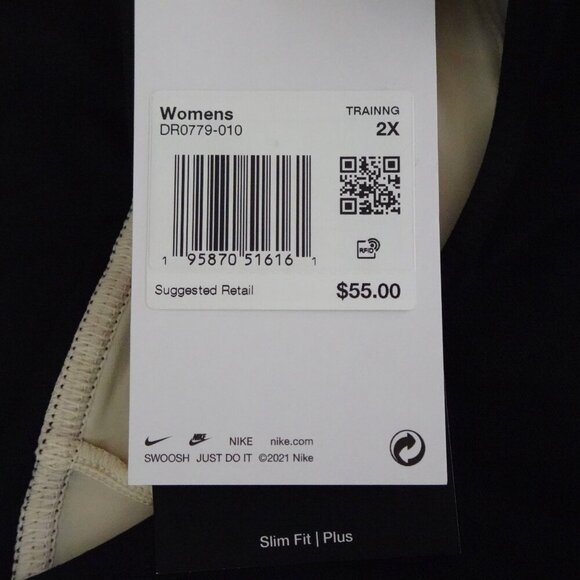 Womens TRAINNG
DR0779-010 2X
1 95870 51616 1
RFID
Suggested Retail $55.00
NIKE nike.com
SWOOSH JUST DO IT ©2021 Nike
Slim Fit | Plus